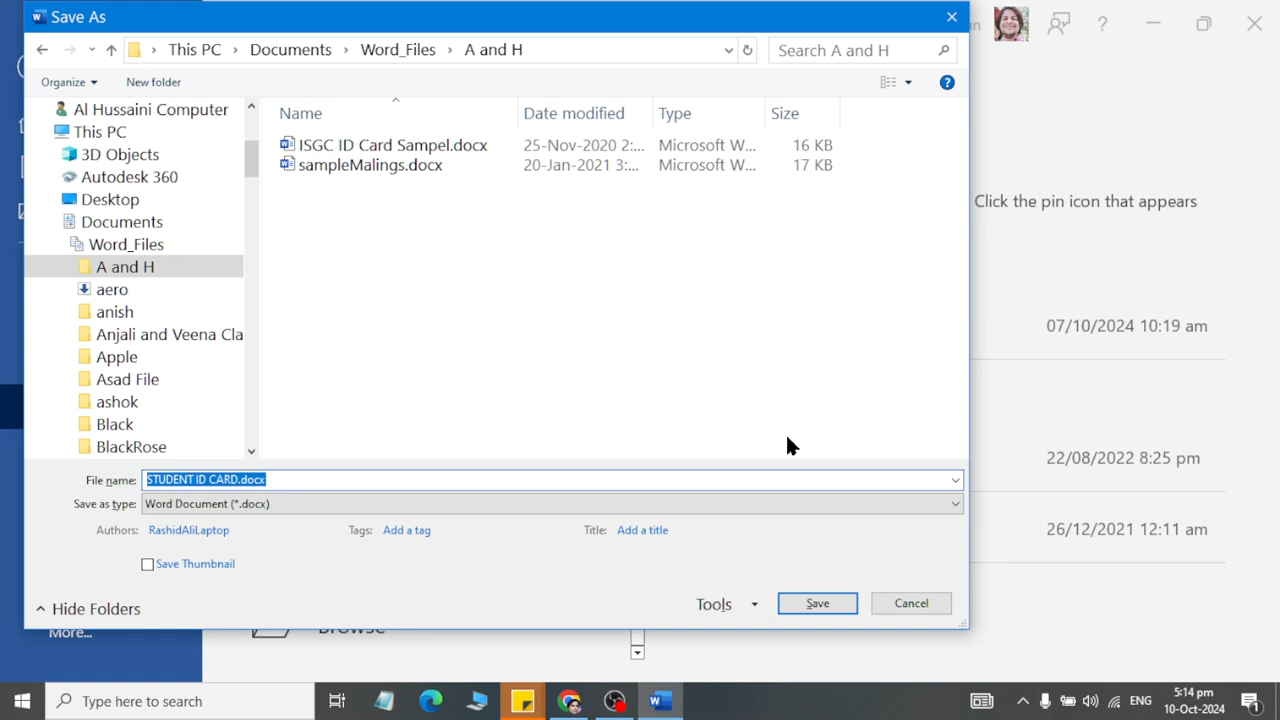 Save As
This PC > Documents > Word_Files > A and H
Search A and H
Organize
New folder
Name
Date modified
Type
Size
Al Hussaini Computer
This PC
3D Objects
Autodesk 360
Desktop
Documents
Word_Files
A and H
aero
anish
Anjali and Veena Cla
Apple
Asad File
ashok
Black
BlackRose
ISGC ID Card Sampel.docx 25-Nov-2020 2:... Microsoft W... 16 KB
sampleMalings.docx 20-Jan-2021 3:... Microsoft W... 17 KB
File name: STUDENT ID CARD.docx
Save as type: Word Document (*.docx)
Authors: RashidAliLaptop
Tags: Add a tag
Title: Add a title
Save Thumbnail
Hide Folders
Tools
Save
Cancel
Click the pin icon that appears
07/10/2024 10:19 am
22/08/2022 8:25 pm
26/12/2021 12:11 am
More...
Browse
Type here to search
ENG
5:14 pm
10-Oct-2024
1